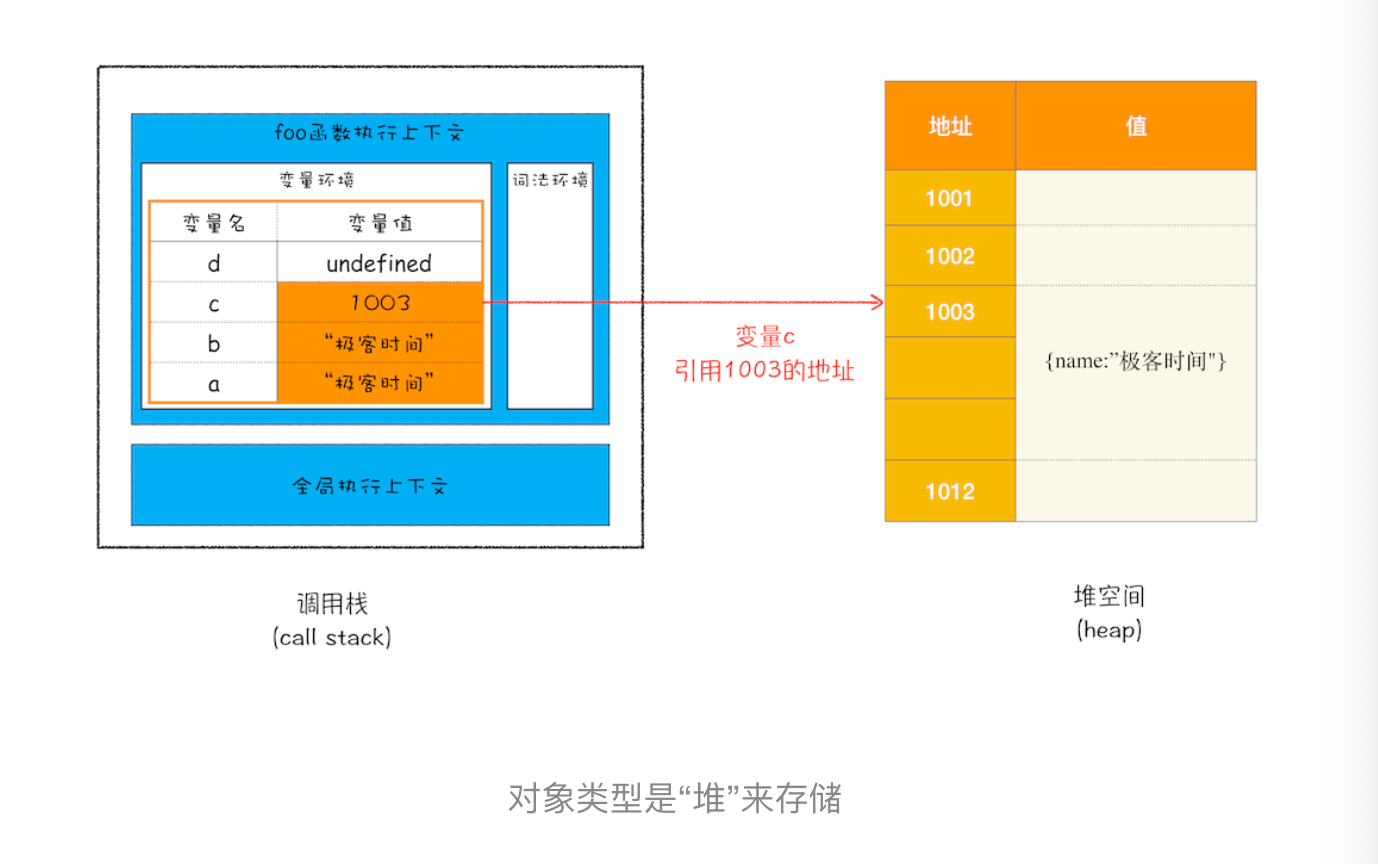 foo函数执行上下文
变量环境
词法环境
变量名 变量值
d undefined
c 1003
b “极客时间”
a “极客时间”
全局执行上下文
调用栈
(call stack)
变量c
引用1003的地址
地址 值
1001
1002
1003
{name:”极客时间"}
1012
堆空间
(heap)
对象类型是“堆”来存储